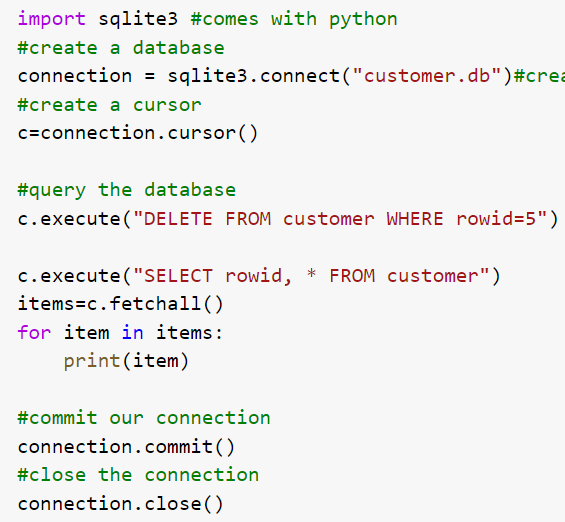 import sqlite3 #comes with python
#create a database
connection = sqlite3.connect("customer.db")#crea
#create a cursor
c=connection.cursor()
#query the database
c.execute("DELETE FROM customer WHERE rowid=5")
c.execute("SELECT rowid, * FROM customer")
items=c.fetchall()
for item in items:
    print(item)
#commit our connection
connection.commit()
#close the connection
connection.close()